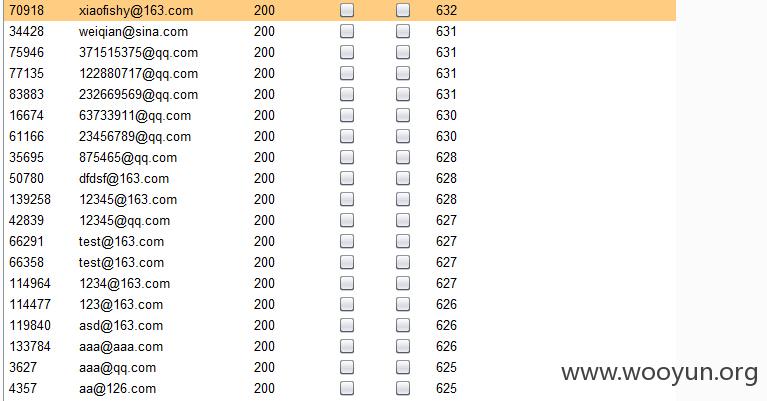 70918 xiaofishy@163.com 200 632
34428 weiqian@sina.com 200 631
75946 371515375@qq.com 200 631
77135 122880717@qq.com 200 631
83883 232669569@qq.com 200 631
16674 63733911@qq.com 200 630
61166 23456789@qq.com 200 630
35695 875465@qq.com 200 628
50780 dfdsf@163.com 200 628
139258 12345@163.com 200 628
42839 12345@qq.com 200 627
66291 test@163.com 200 627
66358 test@163.com 200 627
114964 1234@163.com 200 627
114477 123@163.com 200 626
119840 asd@163.com 200 626
133784 aaa@aaa.com 200 626
3627 aaa@qq.com 200 625
4357 aa@126.com 200 625
www.wooyun.org